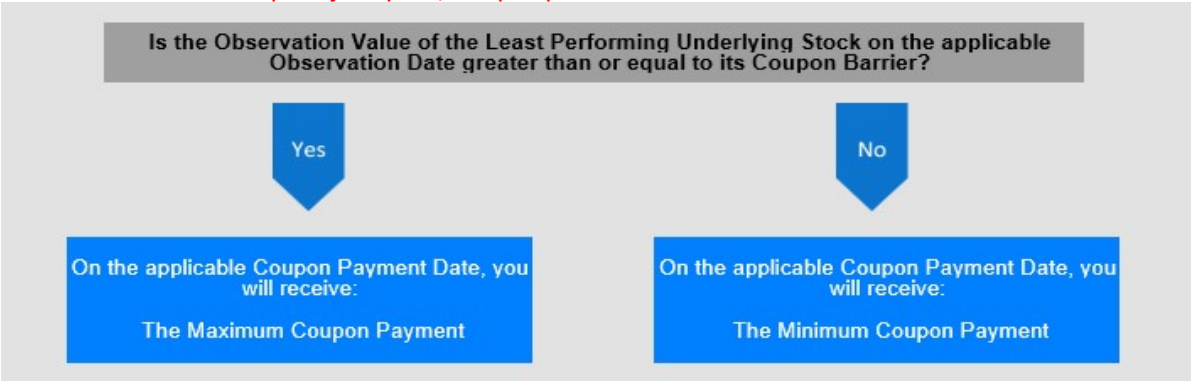 Is the Observation Value of the Least Performing Underlying Stock on the applicable
Observation Date greater than or equal to its Coupon Barrier?
Yes
No
On the applicable Coupon Payment Date, you
will receive:
The Maximum Coupon Payment
On the applicable Coupon Payment Date, you
will receive:
The Minimum Coupon Payment